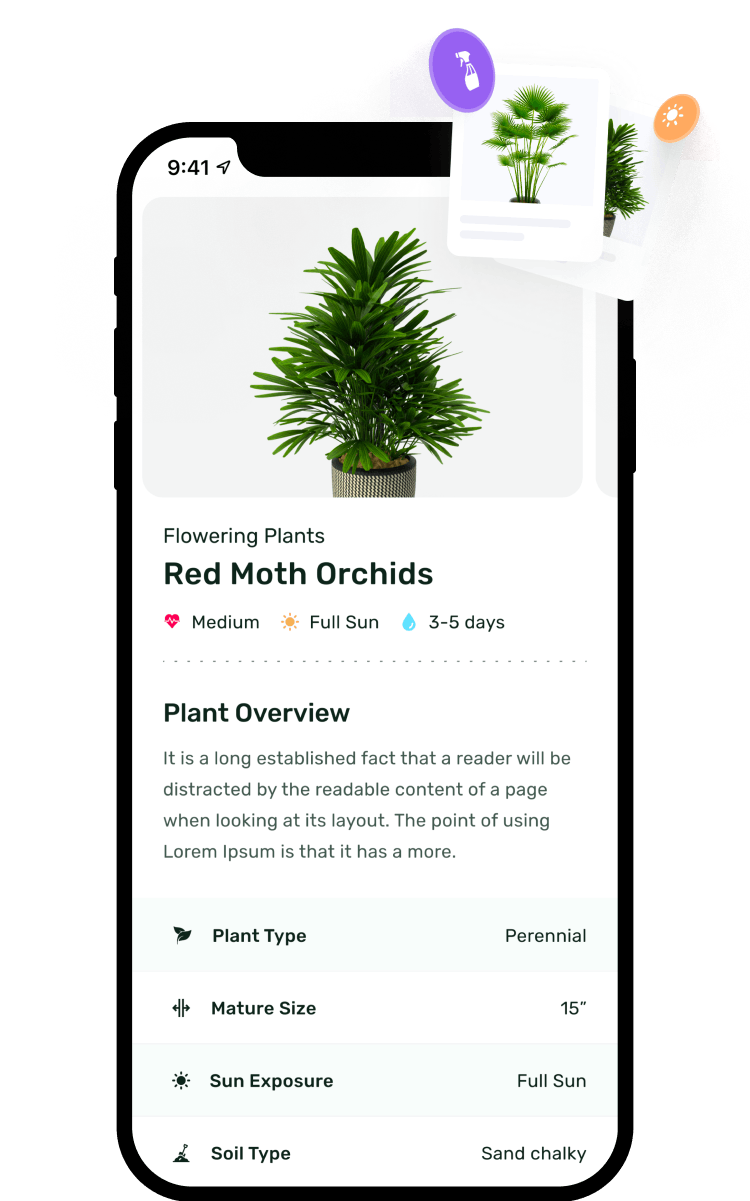 9:41
Flowering Plants
Red Moth Orchids
Medium Full Sun 3-5 days
Plant Overview
It is a long established fact that a reader will be
distracted by the readable content of a page
when looking at its layout. The point of using
Lorem Ipsum is that it has a more.
Plant Type Perennial
Mature Size 15”
Sun Exposure Full Sun
Soil Type Sand chalky